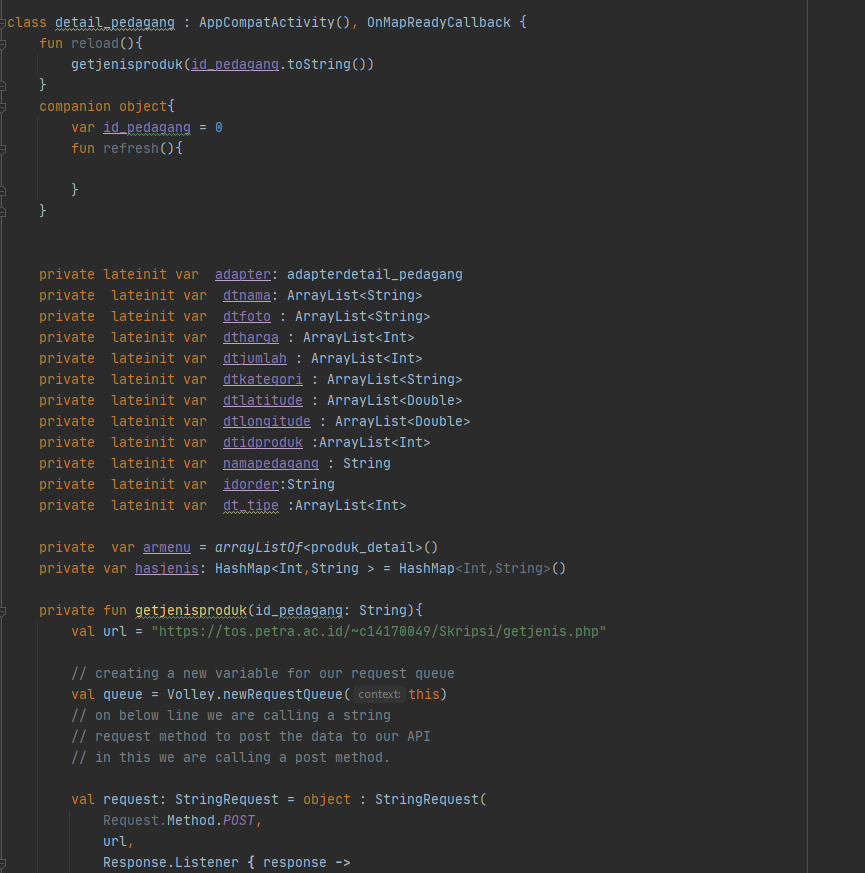 class detail_pedagang : AppCompatActivity(), OnMapReadyCallback {
    fun reload(){
        getjenisproduk(id_pedagang.toString())
    }
    companion object{
        var id_pedagang = 0
        fun refresh(){

        }
    }


    private lateinit var  adapter: adapterdetail_pedagang
    private  lateinit var  dtnama: ArrayList<String>
    private  lateinit var  dtfoto : ArrayList<String>
    private  lateinit var  dtharga : ArrayList<Int>
    private  lateinit var  dtjumlah : ArrayList<Int>
    private  lateinit var  dtkategori : ArrayList<String>
    private  lateinit var  dtlatitude : ArrayList<Double>
    private  lateinit var  dtlongitude : ArrayList<Double>
    private  lateinit var  dtidproduk :ArrayList<Int>
    private  lateinit var  namapedagang : String
    private  lateinit var  idorder:String
    private  lateinit var  dt_tipe :ArrayList<Int>

    private  var armenu = arrayListOf<produk_detail>()
    private var hasjenis: HashMap<Int,String > = HashMap<Int,String>()

    private fun getjenisproduk(id_pedagang: String){
        val url = "https://tos.petra.ac.id/~c14170049/Skripsi/getjenis.php"

        // creating a new variable for our request queue
        val queue = Volley.newRequestQueue( context: this)
        // on below line we are calling a string
        // request method to post the data to our API
        // in this we are calling a post method.

        val request: StringRequest = object : StringRequest(
            Request.Method.POST,
            url,
            Response.Listener { response ->